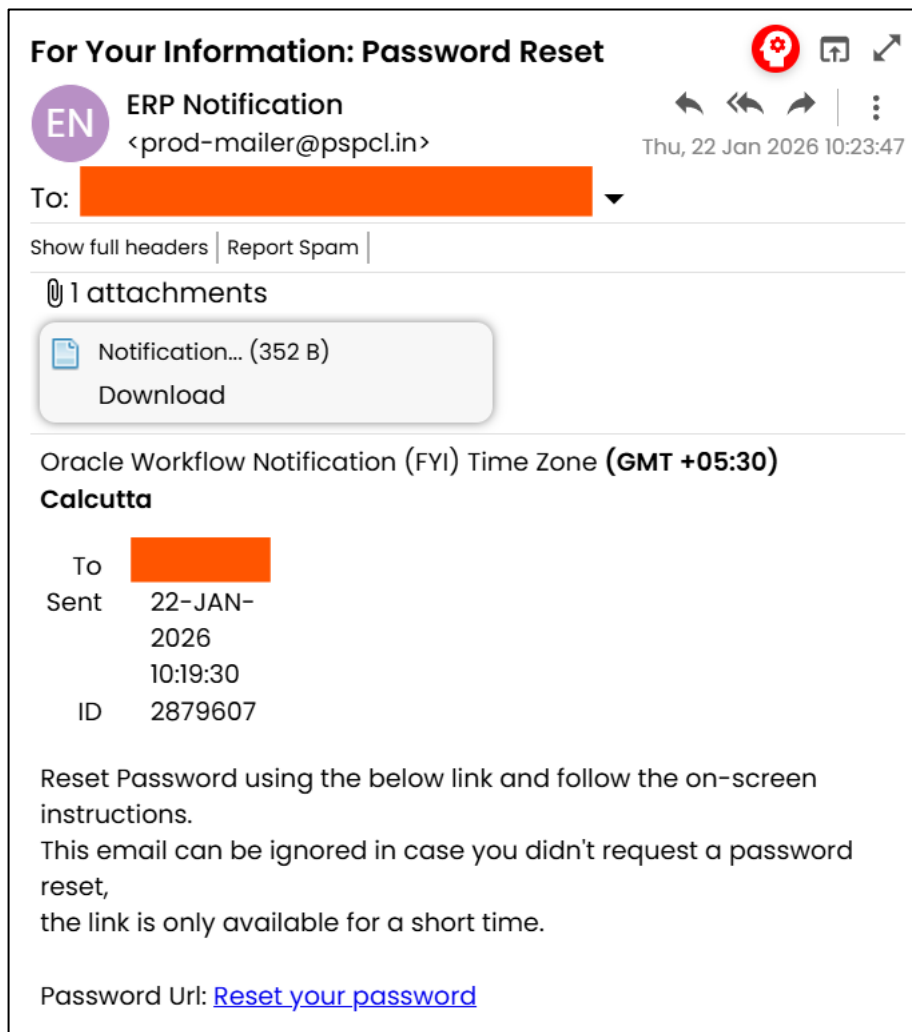 For Your Information: Password Reset
EN
ERP Notification
<prod-mailer@pspcl.in>
Thu, 22 Jan 2026 10:23:47
To:
Show full headers | Report Spam |
1 attachments
Notification... (352 B)
Download
Oracle Workflow Notification (FYI) Time Zone (GMT +05:30)
Calcutta
To
Sent 22-JAN-
2026
10:19:30
ID 2879607
Reset Password using the below link and follow the on-screen
instructions.
This email can be ignored in case you didn't request a password
reset,
the link is only available for a short time.
Password Url: Reset your password